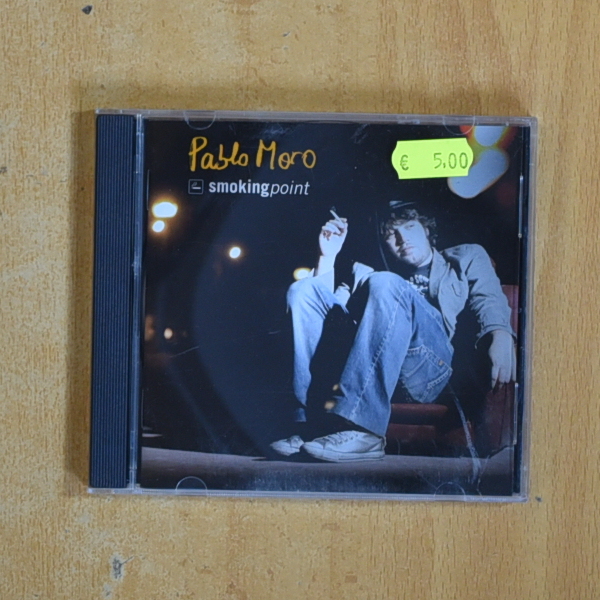 Pablo Moro
smokingpoint
€ 5,00